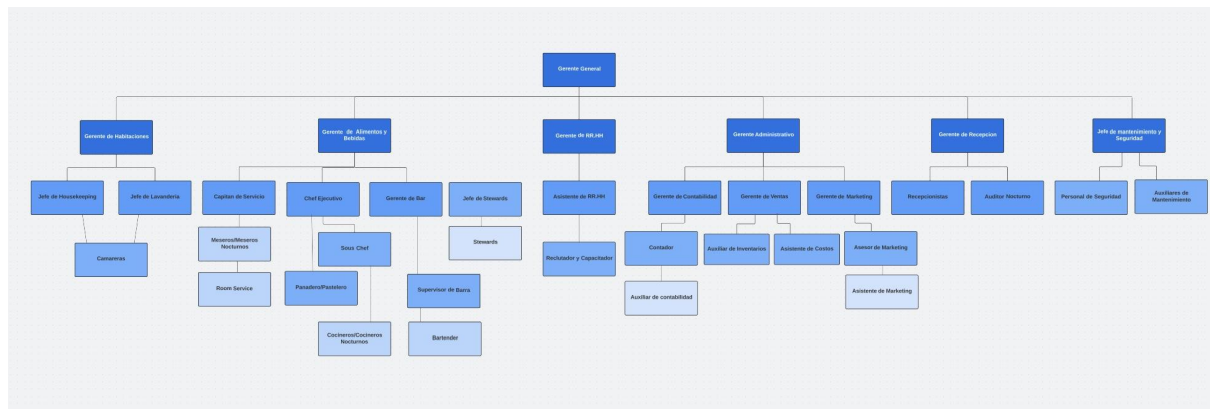 Gerente General
Gerente de Habitaciones
Gerente de Alimentos y
Bebidas
Gerente de RR.HH
Gerente Administrativo
Gerente de Recepcion
Jefe de mantenimiento y
Seguridad
Jefe de Housekeeping
Jefe de Lavanderia
Capitan de Servicio
Chef Ejecutivo
Gerente de Bar
Jefe de Stewards
Asistente de RR.HH
Gerente de Contabilidad
Gerente de Ventas
Gerente de Marketing
Recepcionistas
Auditor Nocturno
Personal de Seguridad
Auxiliares de
Mantenimiento
Camareras
Meseros/Meseros
Nocturnos
Sous Chef
Stewards
Reclutador y Capacitador
Contador
Auxiliar de Inventarios
Asistente de Costos
Asesor de Marketing
Room Service
Panadero/Pastelero
Supervisor de Barra
Auxiliar de contabilidad
Asistente de Marketing
Cocineros/Cocineros
Nocturnos
Bartender